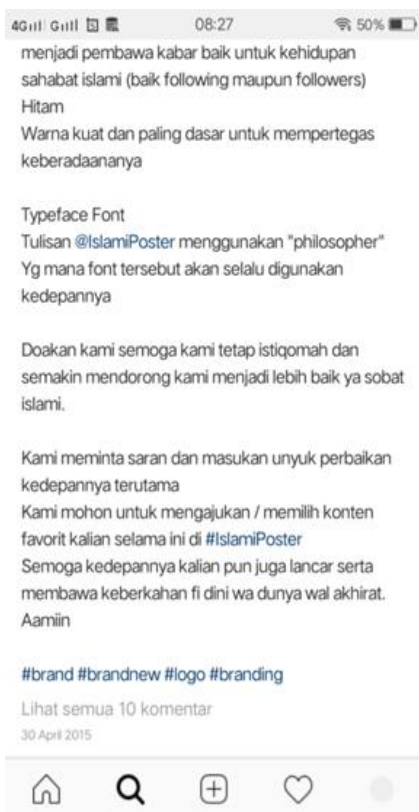 4G G 08:27 50%
menjadi pembawa kabar baik untuk kehidupan
sahabat islami (baik following maupun followers)
Hitam
Warna kuat dan paling dasar untuk mempertegas
keberadaananya
Typeface Font
Tulisan @IslamiPoster menggunakan "philosopher"
Yg mana font tersebut akan selalu digunakan
kedepannya
Doakan kami semoga kami tetap istiqomah dan
semakin mendorong kami menjadi lebih baik ya sobat
islami.
Kami meminta saran dan masukan unyuk perbaikan
kedepannya terutama
Kami mohon untuk mengajukan / memilih konten
favorit kalian selama ini di #IslamiPoster
Semoga kedepannya kalian pun juga lancar serta
membawa keberkahan fi dini wa dunya wal akhirat.
Aamiin
#brand #brandnew #logo #branding
Lihat semua 10 komentar
30 April 2015